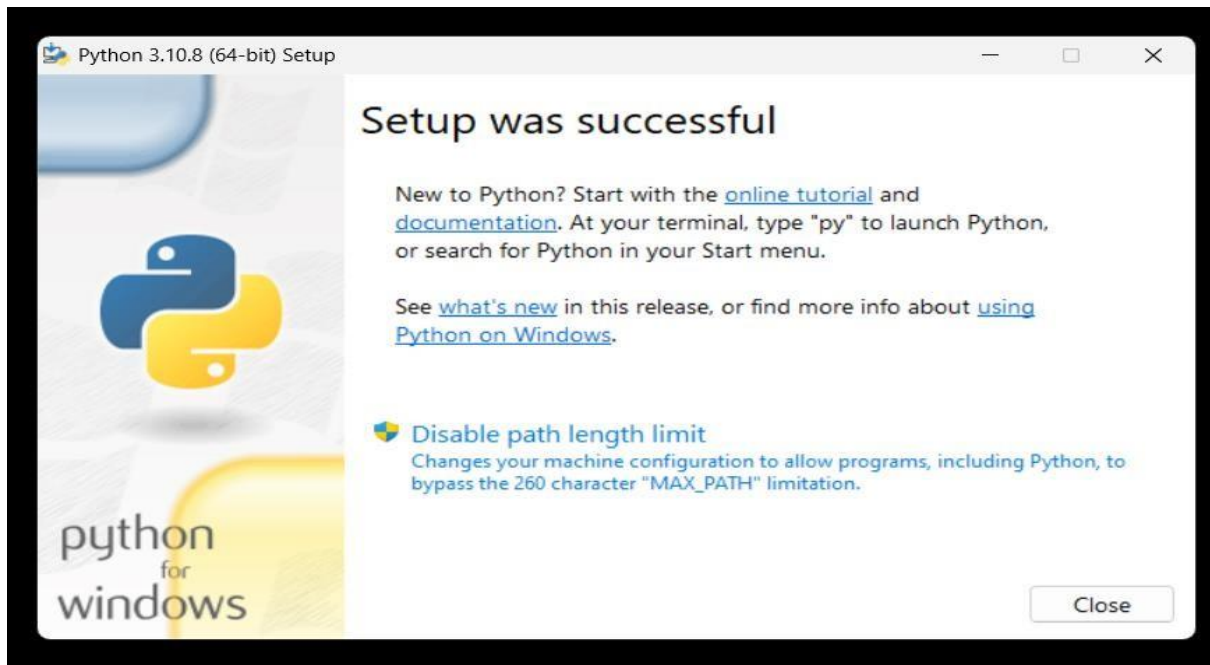 Python 3.10.8 (64-bit) Setup
Setup was successful
New to Python? Start with the online tutorial and
documentation. At your terminal, type "py" to launch Python,
or search for Python in your Start menu.
See what's new in this release, or find more info about using
Python on Windows.
Disable path length limit
Changes your machine configuration to allow programs, including Python, to
bypass the 260 character "MAX_PATH" limitation.
python
for
windows
Close